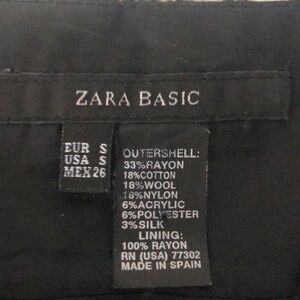 ZARA BASIC
EUR S
USA S
MEX 26
OUTERSHELL:
33%RAYON
18%COTTON
18%WOOL
16%NYLON
6%ACRYLIC
6%POLYESTER
3%SILK
LINING:
100% RAYON
RN (USA) 77302
MADE IN SPAIN